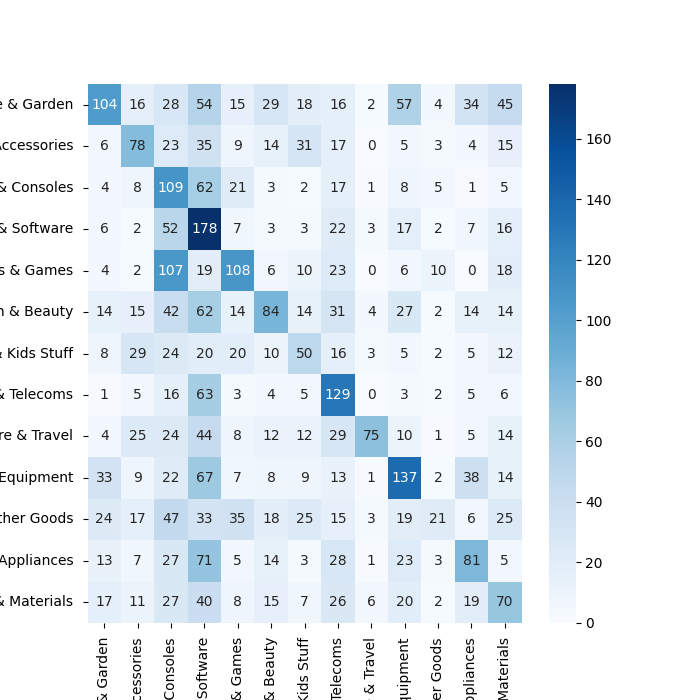 e & Garden 104 16 28 54 15 29 18 16 2 57 4 34 45
Accessories 6 78 23 35 9 14 31 17 0 5 3 4 15
& Consoles 4 8 109 62 21 3 2 17 1 8 5 1 5
& Software 6 2 52 178 7 3 3 22 3 17 2 7 16
s & Games 4 2 107 19 108 6 10 23 0 6 10 0 18
h & Beauty 14 15 42 62 14 84 14 31 4 27 2 14 14
& Kids Stuff 8 29 24 20 20 10 50 16 3 5 2 5 12
& Telecoms 1 5 16 63 3 4 5 129 0 3 2 5 6
re & Travel 4 25 24 44 8 12 12 29 75 10 1 5 14
Equipment 33 9 22 67 7 8 9 13 1 137 2 38 14
ther Goods 24 17 47 33 35 18 25 15 3 19 21 6 25
Appliances 13 7 27 71 5 14 3 28 1 23 3 81 5
& Materials 17 11 27 40 8 15 7 26 6 20 2 19 70
& Garden
cessories
Consoles
Software
& Games
& Beauty
Kids Stuff
Telecoms
& Travel
quipment
er Goods
ppliances
Materials
160
140
120
100
80
60
40
20
0